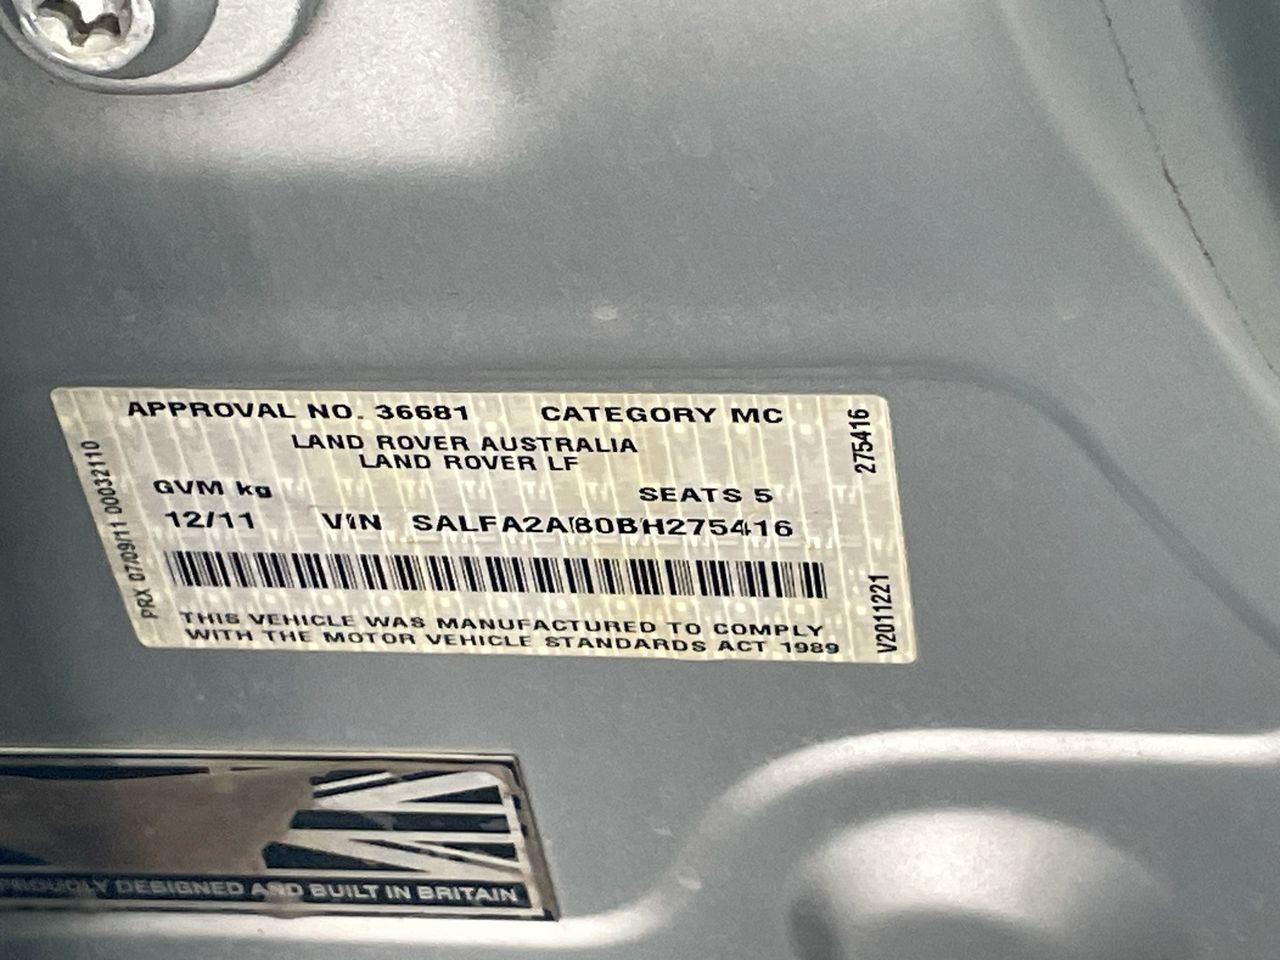 APPROVAL NO. 36681 CATEGORY MC
LAND ROVER AUSTRALIA
LAND ROVER LF
GVM kg SEATS 5
12/11 VIN SALFA2A180BH275416
THIS VEHICLE WAS MANUFACTURED TO COMPLY
WITH THE MOTOR VEHICLE STANDARDS ACT 1989
PRX 07/09/11 00032110
275416
V2011221
PROUDLY DESIGNED AND BUILT IN BRITAIN